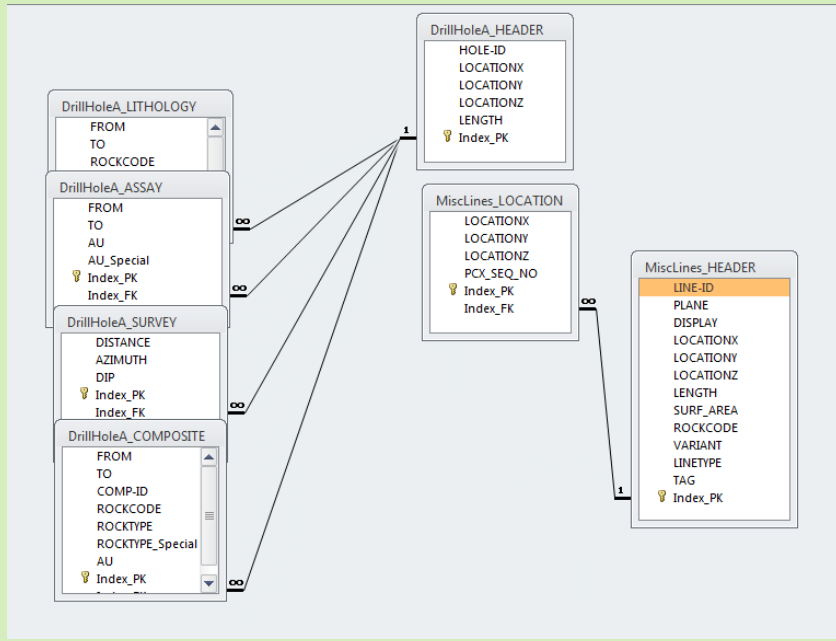 DrillHoleA_HEADER
HOLE-ID
LOCATIONX
LOCATIONY
LOCATIONZ
LENGTH
Index_PK
1
DrillHoleA_LITHOLOGY
FROM
TO
ROCKCODE
∞
DrillHoleA_ASSAY
FROM
TO
AU
AU_Special
Index_PK
Index_FK
∞
DrillHoleA_SURVEY
DISTANCE
AZIMUTH
DIP
Index_PK
Index_FK
∞
DrillHoleA_COMPOSITE
FROM
TO
COMP-ID
ROCKCODE
ROCKTYPE
ROCKTYPE_Special
AU
Index_PK
∞
MiscLines_LOCATION
LOCATIONX
LOCATIONY
LOCATIONZ
PCX_SEQ_NO
Index_PK
Index_FK
∞
MiscLines_HEADER
LINE-ID
PLANE
DISPLAY
LOCATIONX
LOCATIONY
LOCATIONZ
LENGTH
SURF_AREA
ROCKCODE
VARIANT
LINETYPE
TAG
Index_PK
1